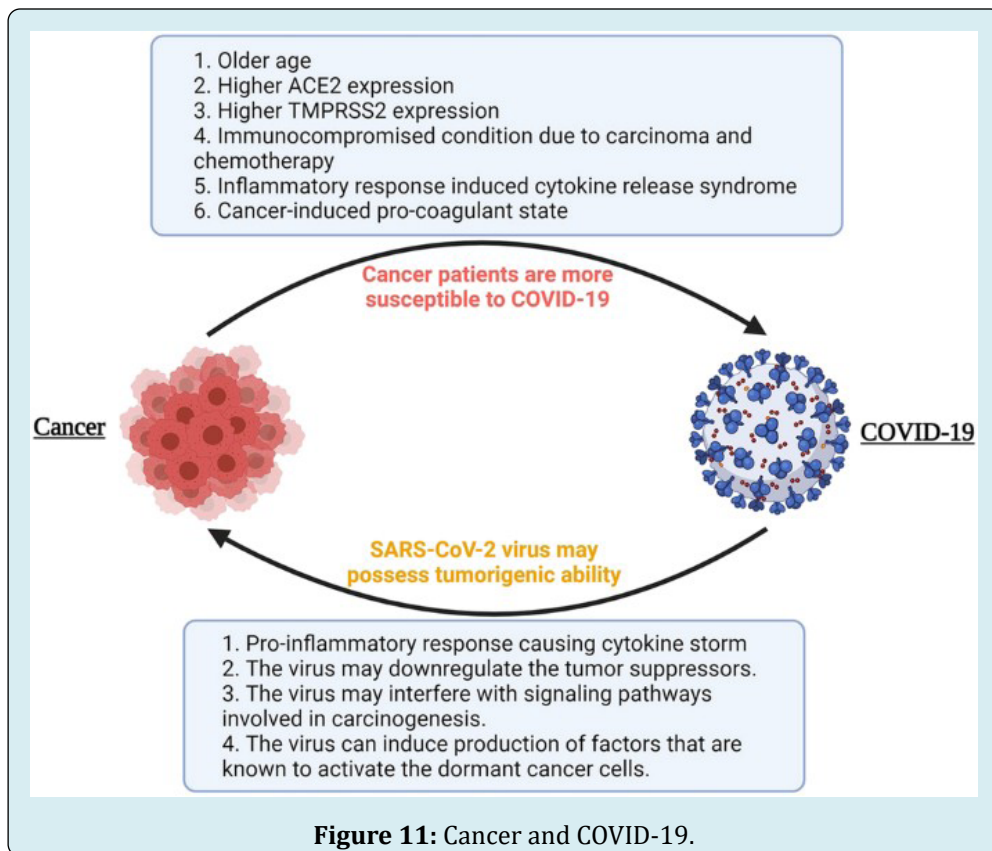 1. Older age
2. Higher ACE2 expression
3. Higher TMPRSS2 expression
4. Immunocompromised condition due to carcinoma and
chemotherapy
5. Inflammatory response induced cytokine release syndrome
6. Cancer-induced pro-coagulant state
Cancer patients are more
susceptible to COVID-19
Cancer
COVID-19
SARS-CoV-2 virus may
possess tumorigenic ability
1. Pro-inflammatory response causing cytokine storm
2. The virus may downregulate the tumor suppressors.
3. The virus may interfere with signaling pathways
involved in carcinogenesis.
4. The virus can induce production of factors that are
known to activate the dormant cancer cells.
Figure 11: Cancer and COVID-19.